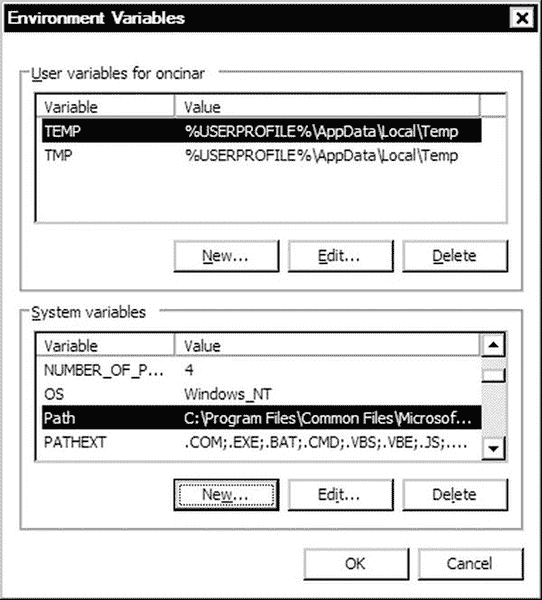 Environment Variables
User variables for oncinar
Variable Value
TEMP %USERPROFILE%\AppData\Local\Temp
TMP %USERPROFILE%\AppData\Local\Temp
New... Edit... Delete
System variables
Variable Value
NUMBER_OF_P... 4
OS Windows_NT
Path C:\Program Files\Common Files\Microsof...
PATHEXT .COM;.EXE;.BAT;.CMD;.VBS;.VBE;.JS;....
New... Edit... Delete
OK Cancel